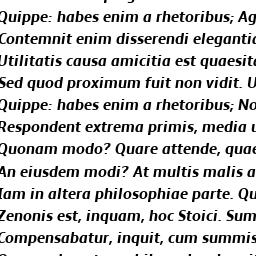 Quippe: habes enim a rhetoribus; Ag
Contemnit enim disserendi eleganti
Utilitatis causa amicitia est quaesit
Sed quod proximum fuit non vidit. U
Quippe: habes enim a rhetoribus; No
Respondent extrema primis, media u
Quonam modo? Quare attende, quae
An eiusdem modi? At multis malis a
Iam in altera philosophiae parte. Qu
Zenonis est, inquam, hoc Stoici. Sum
Compensabatur, inquit, cum summis